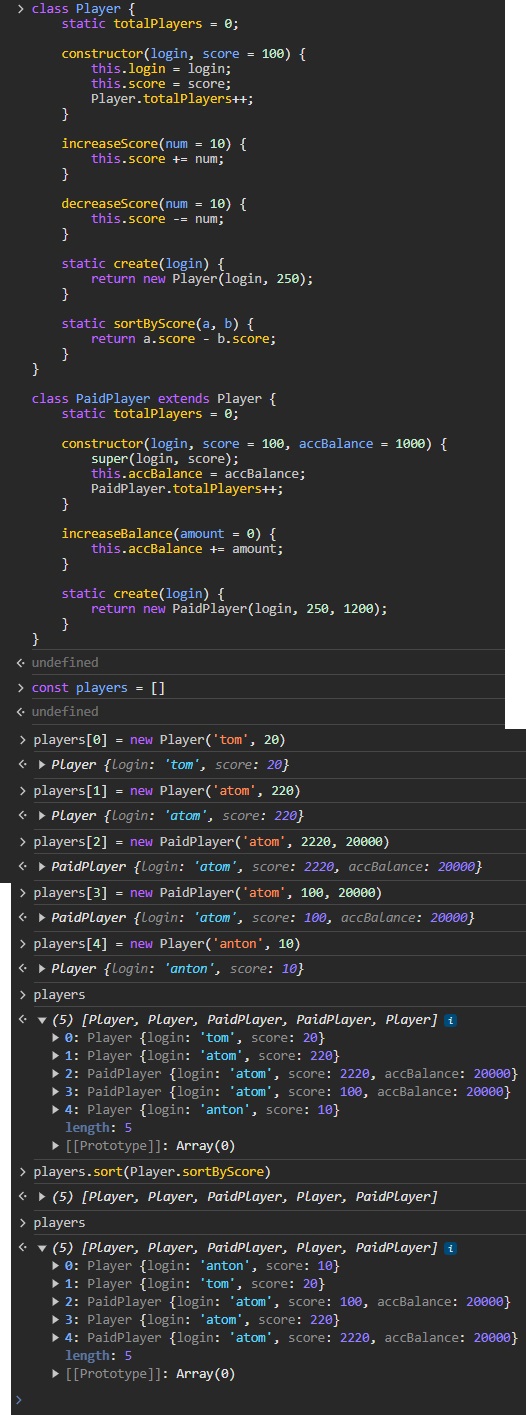 > class Player {
static totalPlayers = 0;
constructor(login, score = 100) {
this.login = login;
this.score = score;
Player.totalPlayers++;
}
increaseScore(num = 10) {
this.score += num;
}
decreaseScore(num = 10) {
this.score -= num;
}
static create(login) {
return new Player(login, 250);
}
static sortByScore(a, b) {
return a.score - b.score;
}
}
class PaidPlayer extends Player {
static totalPlayers = 0;
constructor(login, score = 100, accBalance = 1000) {
super(login, score);
this.accBalance = accBalance;
PaidPlayer.totalPlayers++;
}
increaseBalance(amount = 0) {
this.accBalance += amount;
}
static create(login) {
return new PaidPlayer(login, 250, 1200);
}
}
undefined
> const players = []
undefined
> players[0] = new Player('tom', 20)
Player {login: 'tom', score: 20}
> players[1] = new Player('atom', 220)
Player {login: 'atom', score: 220}
> players[2] = new PaidPlayer('atom', 2220, 20000)
PaidPlayer {login: 'atom', score: 2220, accBalance: 20000}
> players[3] = new PaidPlayer('atom', 100, 20000)
PaidPlayer {login: 'atom', score: 100, accBalance: 20000}
> players[4] = new Player('anton', 10)
Player {login: 'anton', score: 10}
> players
(5) [Player, Player, PaidPlayer, PaidPlayer, Player] i
0: Player {login: 'tom', score: 20}
1: Player {login: 'atom', score: 220}
2: PaidPlayer {login: 'atom', score: 2220, accBalance: 20000}
3: PaidPlayer {login: 'atom', score: 100, accBalance: 20000}
4: Player {login: 'anton', score: 10}
length: 5
[[Prototype]]: Array(0)
> players.sort(Player.sortByScore)
(5) [Player, Player, PaidPlayer, Player, PaidPlayer]
> players
(5) [Player, Player, PaidPlayer, Player, PaidPlayer] i
0: Player {login: 'anton', score: 10}
1: Player {login: 'tom', score: 20}
2: PaidPlayer {login: 'atom', score: 100, accBalance: 20000}
3: Player {login: 'atom', score: 220}
4: PaidPlayer {login: 'atom', score: 2220, accBalance: 20000}
length: 5
[[Prototype]]: Array(0)
>